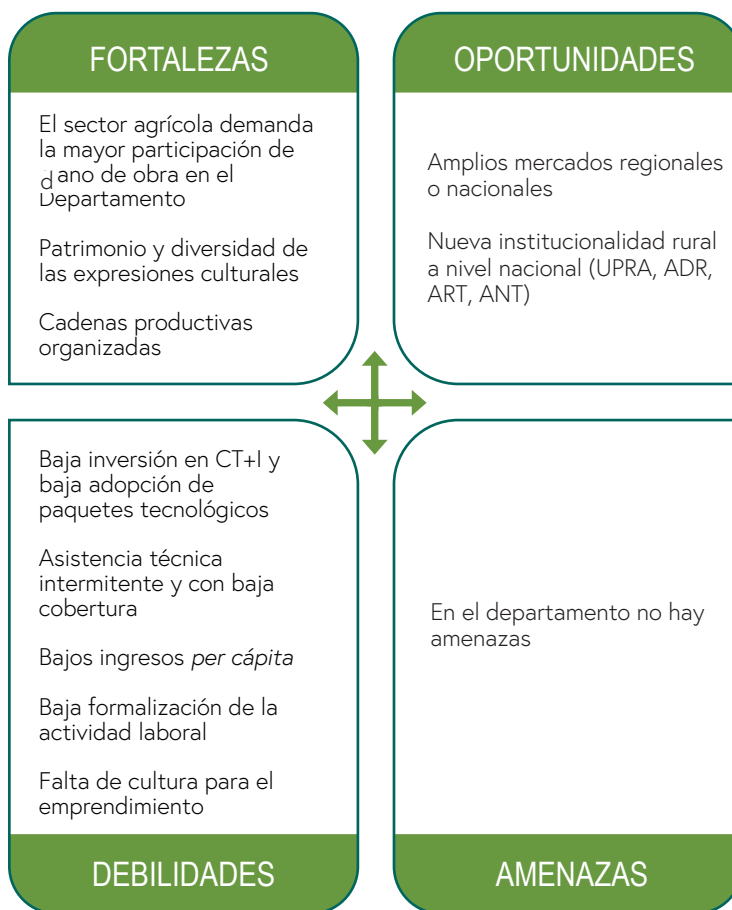 FORTALEZAS
El sector agrícola demanda
la mayor participación de
dano de obra en el
Departamento
Patrimonio y diversidad de
las expresiones culturales
Cadenas productivas
organizadas
OPORTUNIDADES
Amplios mercados regionales
o nacionales
Nueva institucionalidad rural
a nivel nacional (UPRA, ADR,
ART, ANT)
Baja inversión en CT+I y
baja adopción de
paquetes tecnológicos
Asistencia técnica
intermitente y con baja
cobertura
Bajos ingresos per cápita
Baja formalización de la
actividad laboral
Falta de cultura para el
emprendimiento
DEBILIDADES
En el departamento no hay
amenazas
AMENAZAS